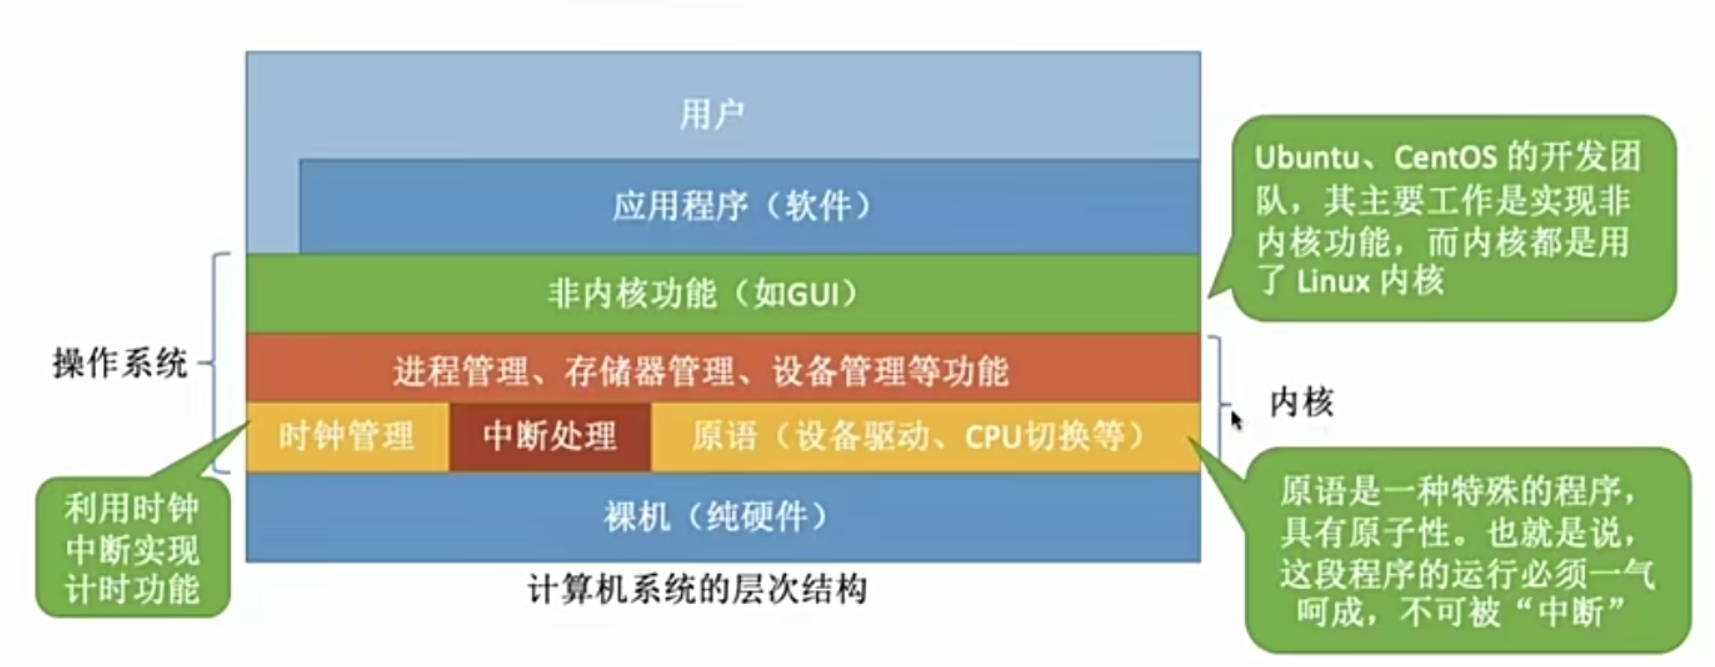 用户
应用程序（软件）
Ubuntu、CentOS 的开发团
队，其主要工作是实现非
内核功能，而内核都是用
了 Linux 内核
非内核功能（如GUI）
操作系统
进程管理、存储器管理、设备管理等功能
内核
时钟管理
中断处理
原语（设备驱动、CPU切换等）
利用时钟
中断实现
计时功能
裸机（纯硬件）
原语是一种特殊的程序，
具有原子性。也就是说，
这段程序的运行必须一气
呵成，不可被“中断”
计算机系统的层次结构